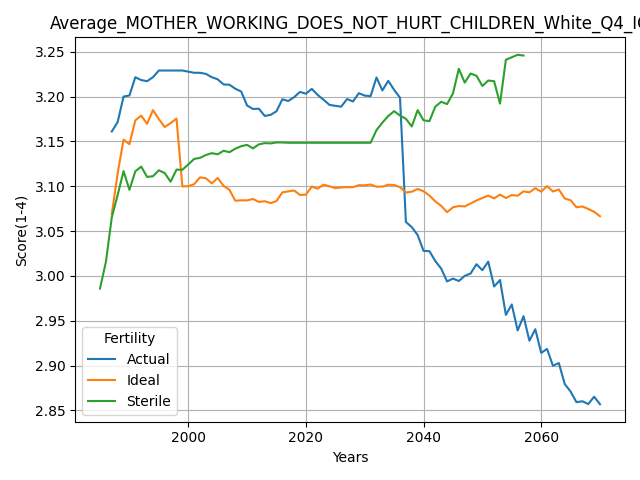 Average_MOTHER_WORKING_DOES_NOT_HURT_CHILDREN_White_Q4_I
3.25
3.20
3.15
3.10
3.05
3.00
2.95
2.90
2.85
Score(1-4)
Fertility
Actual
Ideal
Sterile
2000
2020
2040
2060
Years